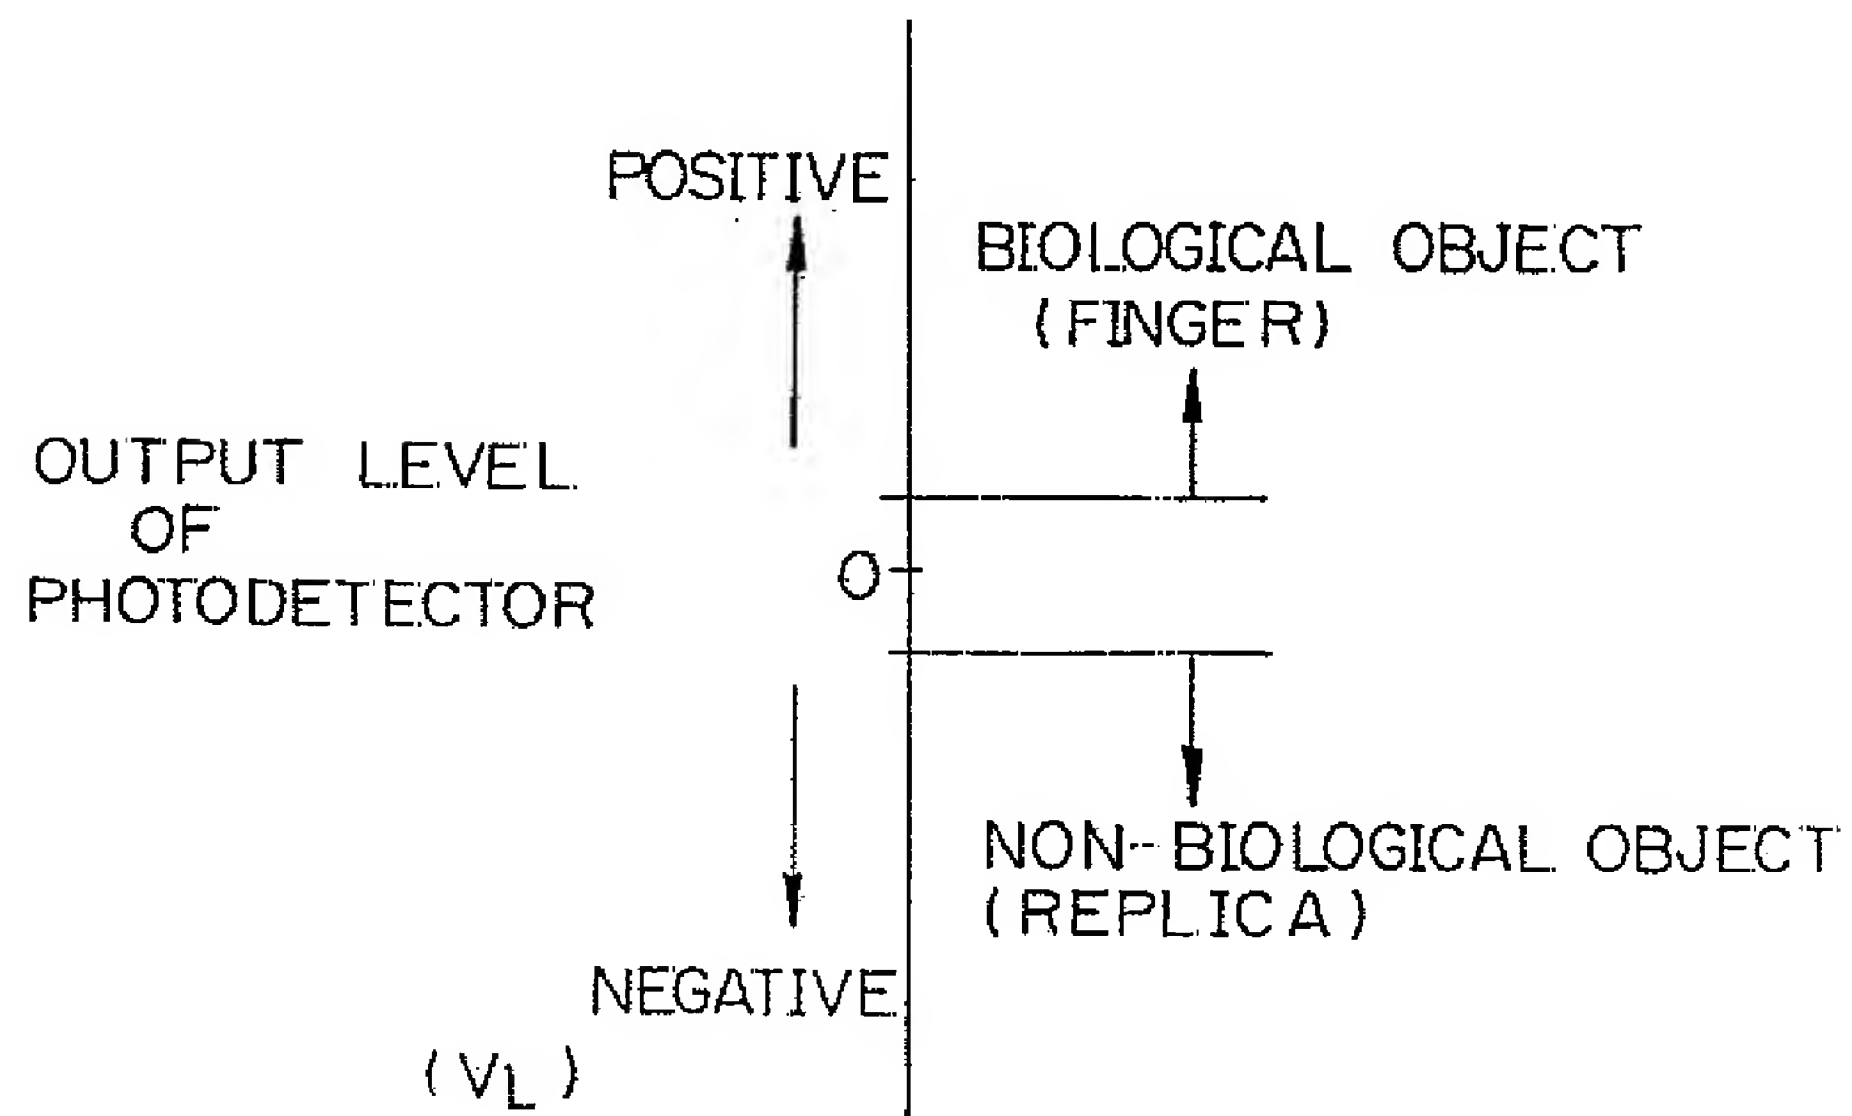 POSITIVE
BIOLOGICAL OBJECT
(FINGER)
OUTPUT LEVEL
OF
PHOTODETECTOR
0
NON-BIOLOGICAL OBJECT
(REPLICA)
NEGATIVE
(VL)